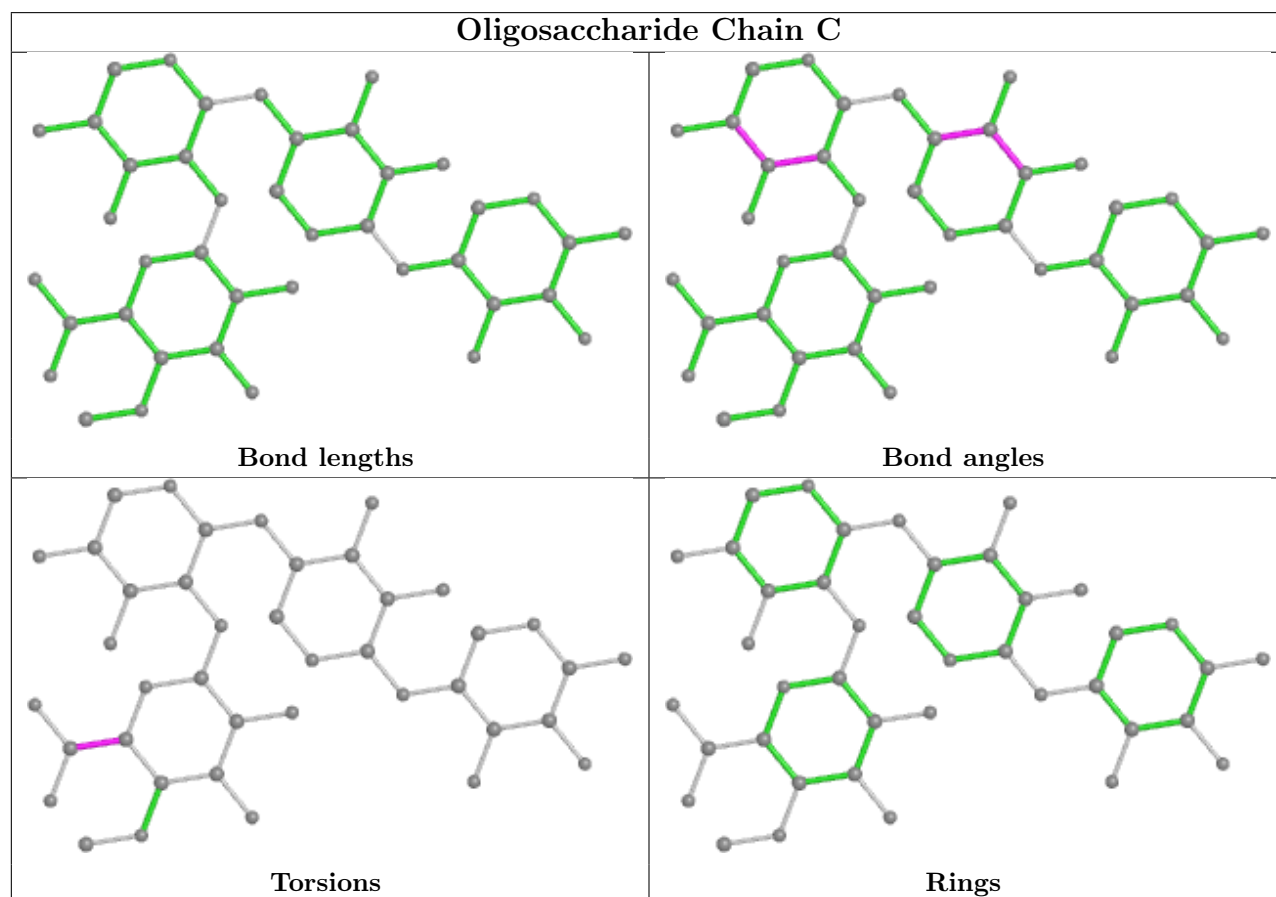 Oligosaccharide Chain C
Bond lengths
Bond angles
Torsions
Rings